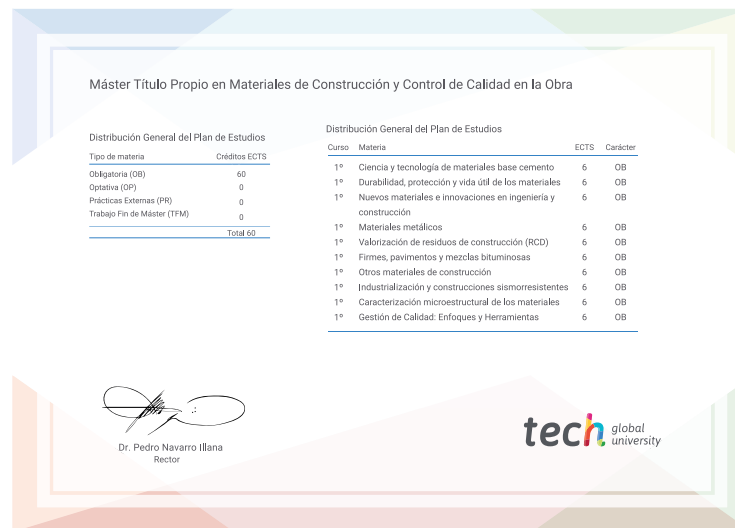 Máster Título Propio en Materiales de Construcción y Control de Calidad en la Obra
Distribución General del Plan de Estudios
Tipo de materia Créditos ECTS
Obligatoria (OB) 60
Optativa (OP) 0
Prácticas Externas (PR) 0
Trabajo Fin de Máster (TFM) 0
Total 60
Distribución General del Plan de Estudios
Curso Materia ECTS Carácter
1º Ciencia y tecnología de materiales base cemento 6 OB
1º Durabilidad, protección y vida útil de los materiales 6 OB
1º Nuevos materiales e innovaciones en ingeniería y 6 OB
construcción
1º Materiales metálicos 6 OB
1º Valorización de residuos de construcción (RCD) 6 OB
1º Firmes, pavimentos y mezclas bituminosas 6 OB
1º Otros materiales de construcción 6 OB
1º Industrialización y construcciones sismorresistentes 6 OB
1º Caracterización microestructural de los materiales 6 OB
1º Gestión de Calidad: Enfoques y Herramientas 6 OB
Dr. Pedro Navarro Illana
Rector
tech global
university